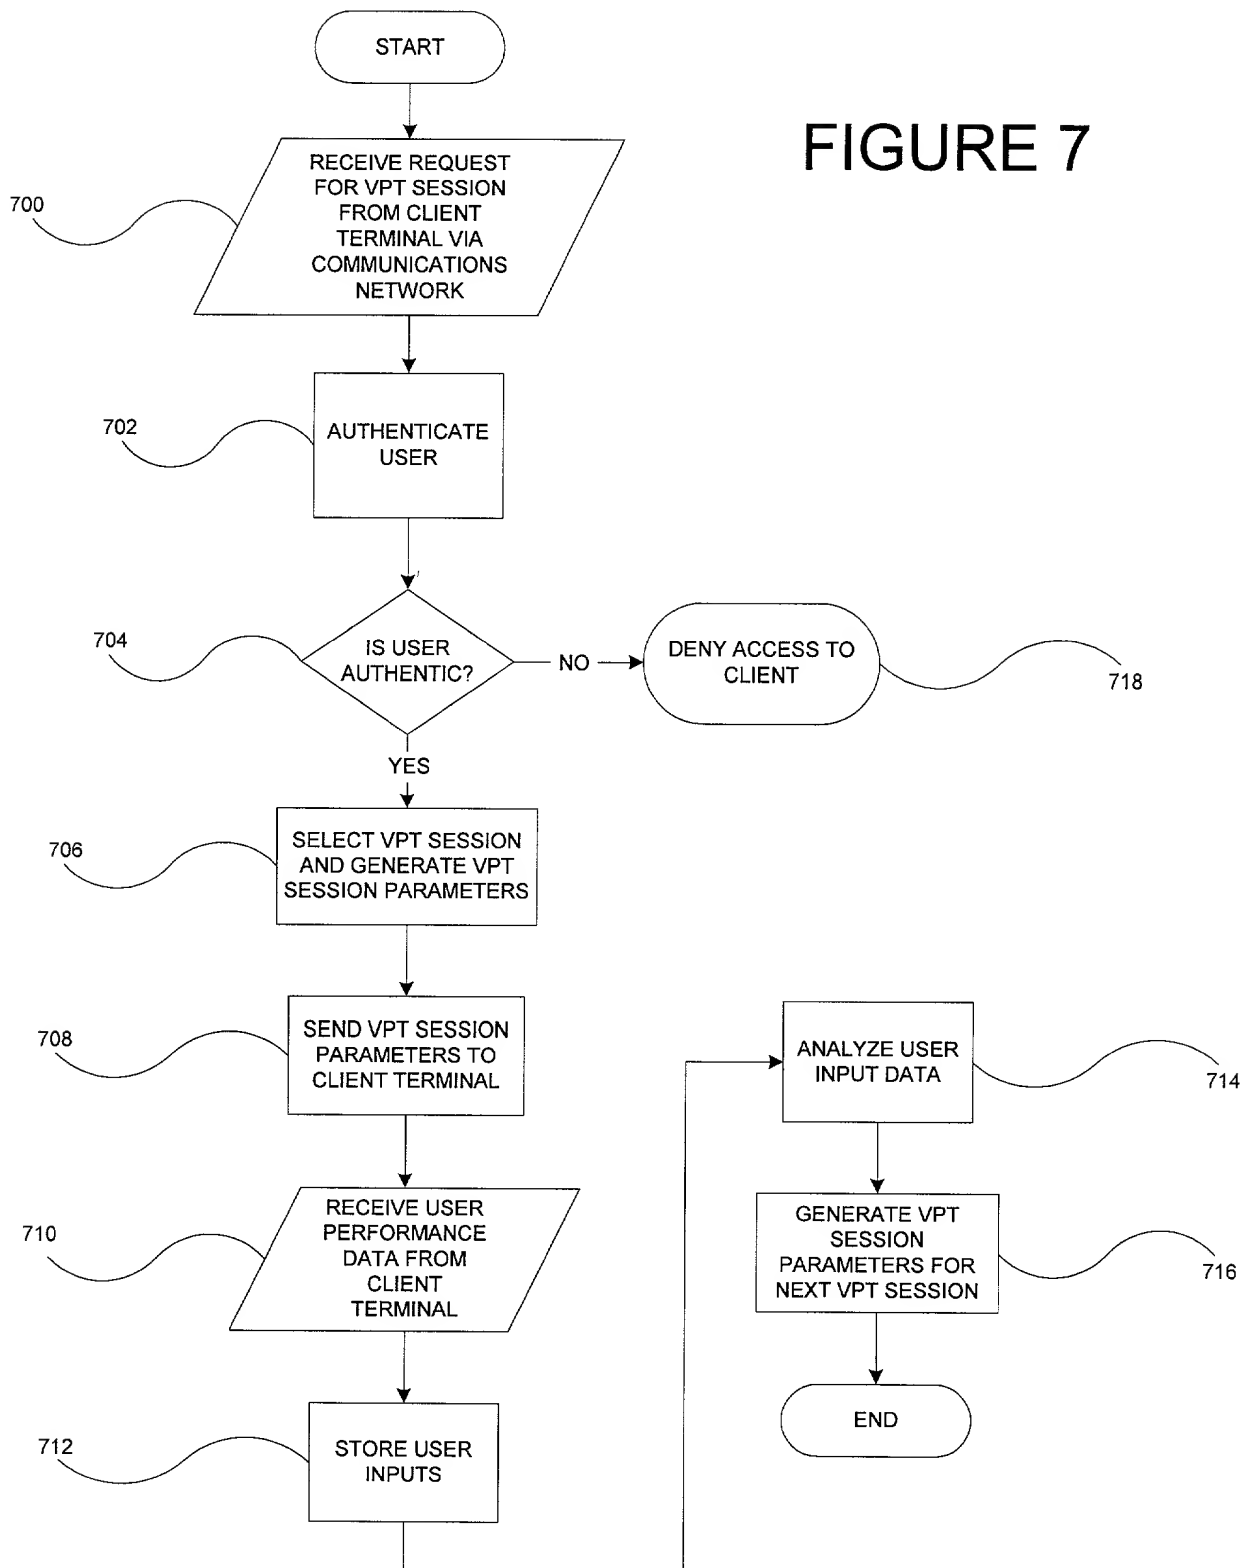 START
FIGURE 7
RECEIVE REQUEST
FOR VPT SESSION
FROM CLIENT
TERMINAL VIA
COMMUNICATIONS
NETWORK
700
702
AUTHENTICATE
USER
704
IS USER
AUTHENTIC?
NO
DENY ACCESS TO
CLIENT
718
YES
706
SELECT VPT SESSION
AND GENERATE VPT
SESSION PARAMETERS
708
SEND VPT SESSION
PARAMETERS TO
CLIENT TERMINAL
710
RECEIVE USER
PERFORMANCE
DATA FROM
CLIENT
TERMINAL
712
STORE USER
INPUTS
ANALYZE USER
INPUT DATA
714
GENERATE VPT
SESSION
PARAMETERS FOR
NEXT VPT SESSION
716
END